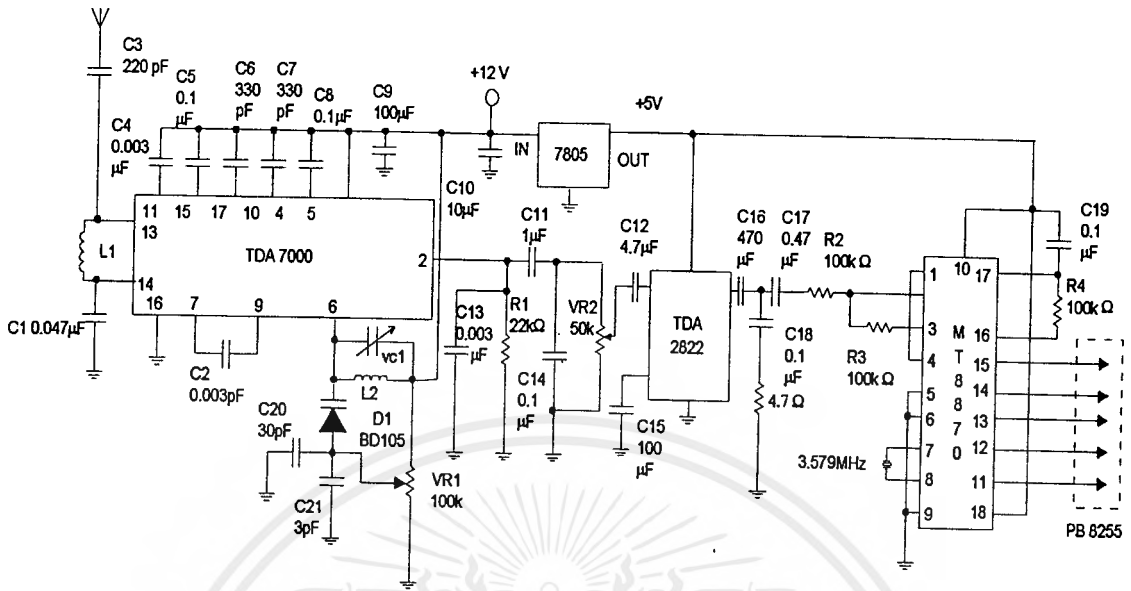 C3
220 pF
C4
0.003
µF
C5
0.1
µF
C6
330
pF
C7
330
pF
C8
0.1µF
C9
100µF
+12 V
IN
7805
OUT
+5V
11
15
17
10
4
5
13
TDA 7000
2
14
16
7
9
6
L1
C1 0.047µF
C2
0.003pF
vc1
L2
D1
BD105
C20
30pF
C21
3pF
VR1
100k
C10
10µF
C11
1µF
C13
0.003
µF
R1
22kΩ
C14
0.1
µF
VR2
50k
C12
4.7µF
TDA
2822
C15
100
µF
C16
470
µF
C17
0.47
µF
R2
100k Ω
C18
0.1
µF
4.7 Ω
R3
100k Ω
3.579MHz
1
3
4
5
6
7
8
9
M
T
8
8
7
0
10
17
16
15
14
13
12
11
18
C19
0.1
µF
R4
100k Ω
PB 8255